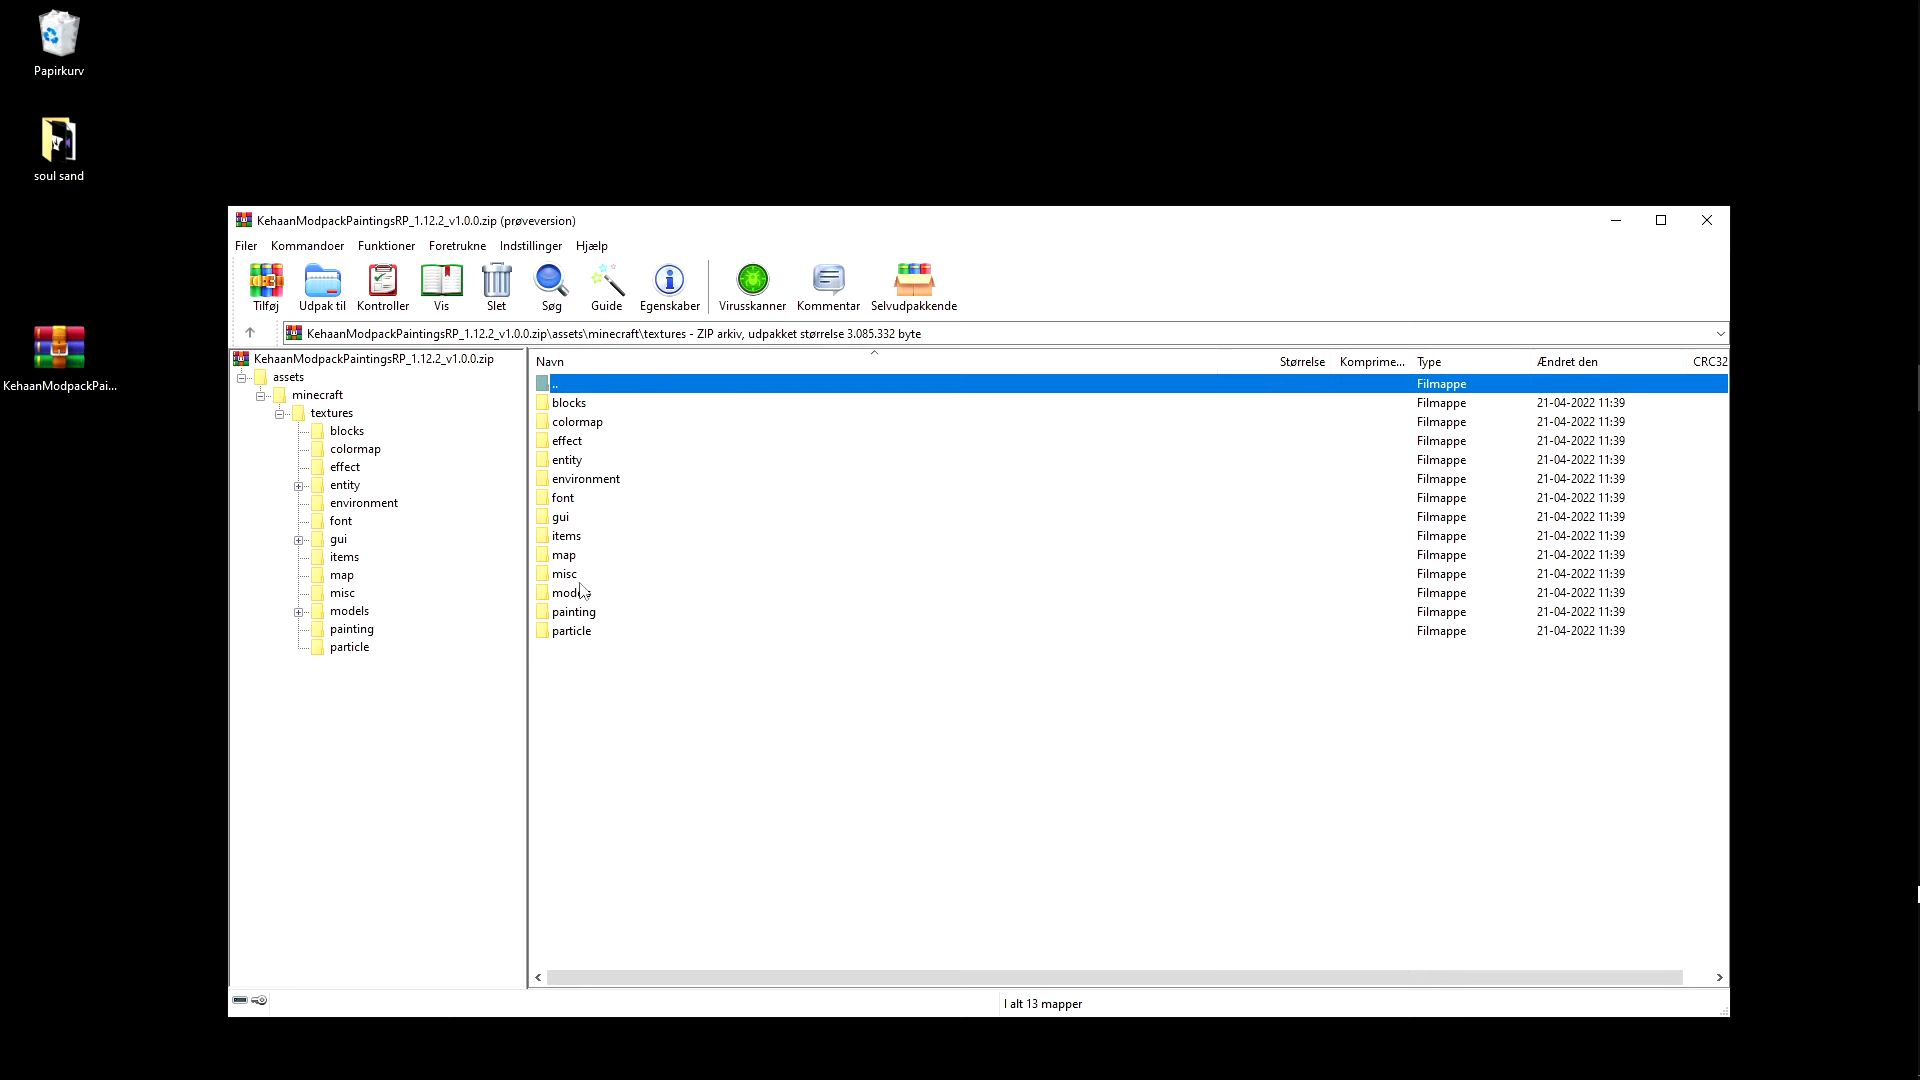 Papirkurv
soul sand
KehaanModpackPai...
KehaanModpackPaintingsRP_1.12.2_v1.0.0.zip (prøveversion)
Filer Kommandoer Funktioner Foretrukne Indstillinger Hjælp
Tilføj Udpak til Kontroller Vis Slet Søg Guide Egenskaber Virusskanner Kommentar Selvudpakkende
KehaanModpackPaintingsRP_1.12.2_v1.0.0.zip\assets\minecraft\textures - ZIP arkiv, udpakket størrelse 3.085.332 byte
KehaanModpackPaintingsRP_1.12.2_v1.0.0.zip
assets
minecraft
textures
blocks
colormap
effect
entity
environment
font
gui
items
map
misc
models
painting
particle
Navn Størrelse Komprime... Type Ændret den CRC32
.. Filmappe
blocks Filmappe 21-04-2022 11:39
colormap Filmappe 21-04-2022 11:39
effect Filmappe 21-04-2022 11:39
entity Filmappe 21-04-2022 11:39
environment Filmappe 21-04-2022 11:39
font Filmappe 21-04-2022 11:39
gui Filmappe 21-04-2022 11:39
items Filmappe 21-04-2022 11:39
map Filmappe 21-04-2022 11:39
misc Filmappe 21-04-2022 11:39
models Filmappe 21-04-2022 11:39
painting Filmappe 21-04-2022 11:39
particle Filmappe 21-04-2022 11:39
I alt 13 mapper